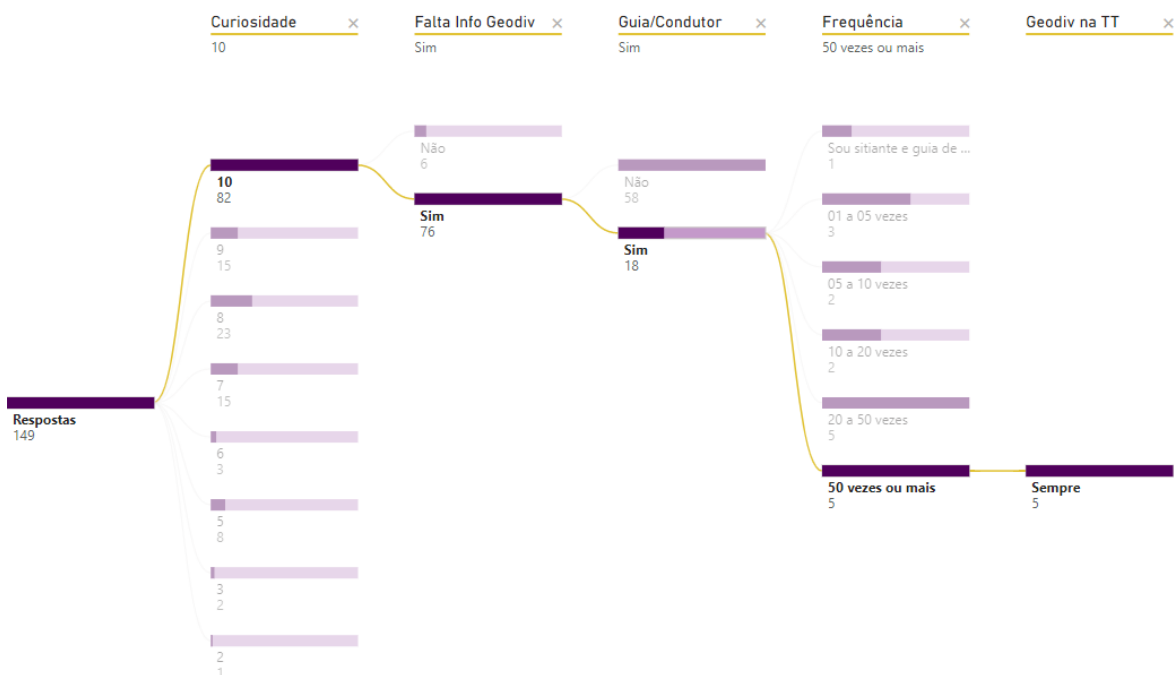 Curiosidade ×
10
Falta Info Geodiv ×
Sim
Guia/Condutor ×
Sim
Frequência ×
50 vezes ou mais
Geodiv na TT ×
Respostas
149
10
82
9
15
8
23
7
15
6
3
5
8
3
2
2
1
Não
6
Sim
76
Não
58
Sim
18
Sou sitiante e guia de ...
1
01 a 05 vezes
3
05 a 10 vezes
2
10 a 20 vezes
2
20 a 50 vezes
5
50 vezes ou mais
5
Sempre
5